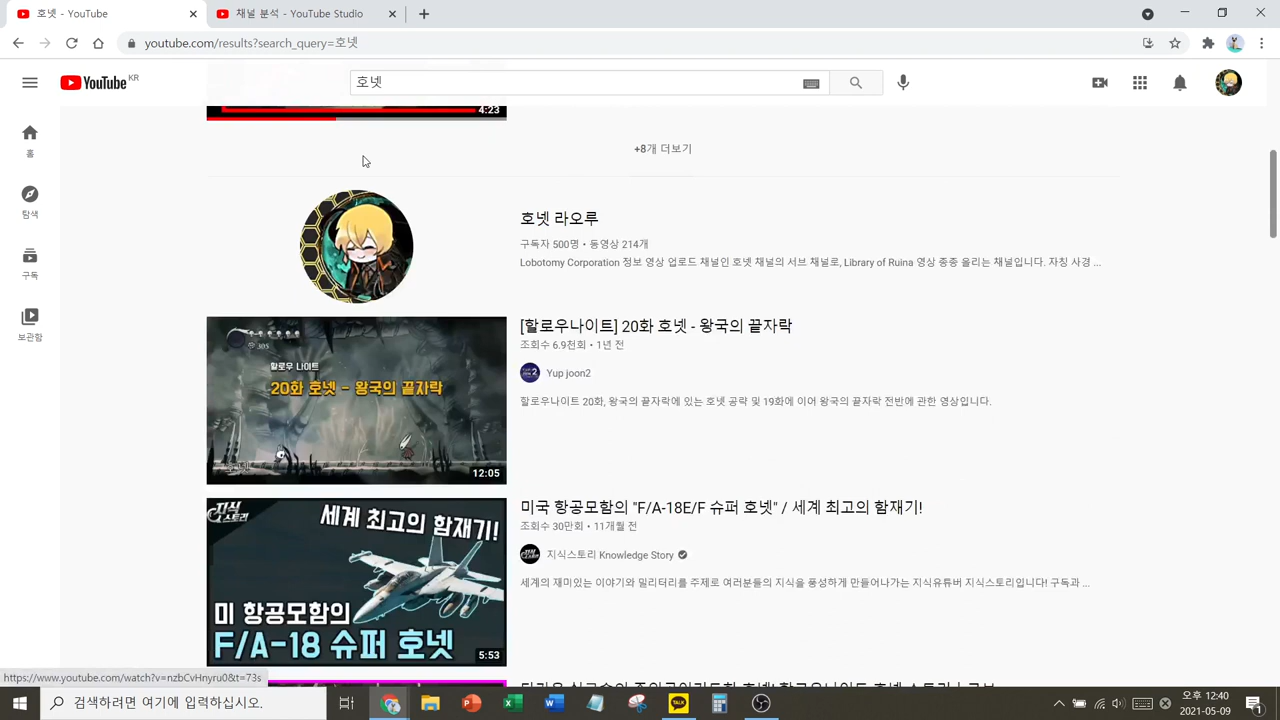 호넷 - YouTube
채널 분석 - YouTube Studio
youtube.com/results?search_query=호넷
YouTube KR
호넷
4:23
홈
+8개 더보기
탐색
호넷 라오루
구독자 500명 • 동영상 214개
Lobotomy Corporation 정보 영상 업로드 채널인 호넷 채널의 서브 채널로, Library of Ruina 영상 종종 올리는 채널입니다. 자칭 사경 ...
구독
보관함
305
할로우 나이트
20화 호넷 - 왕국의 끝자락
12:05
[할로우나이트] 20화 호넷 - 왕국의 끝자락
조회수 6.9천회 • 1년 전
Yup joon2
할로우나이트 20화, 왕국의 끝자락에 있는 호넷 공략 및 19화에 이어 왕국의 끝자락 전반에 관한 영상입니다.
지식스토리
세계 최고의 함재기!
미 항공모함의
F/A-18 슈퍼 호넷
5:53
미국 항공모함의 "F/A-18E/F 슈퍼 호넷" / 세계 최고의 함재기!
조회수 30만회 • 11개월 전
지식스토리 Knowledge Story
세계의 재미있는 이야기와 밀리터리를 주제로 여러분들의 지식을 풍성하게 만들어나가는 지식유튜버 지식스토리입니다! 구독과 ...
https://www.youtube.com/watch?v=nzbCvHnyru0&t=73s
검색하려면 여기에 입력하십시오.
오후 12:40
2021-05-09